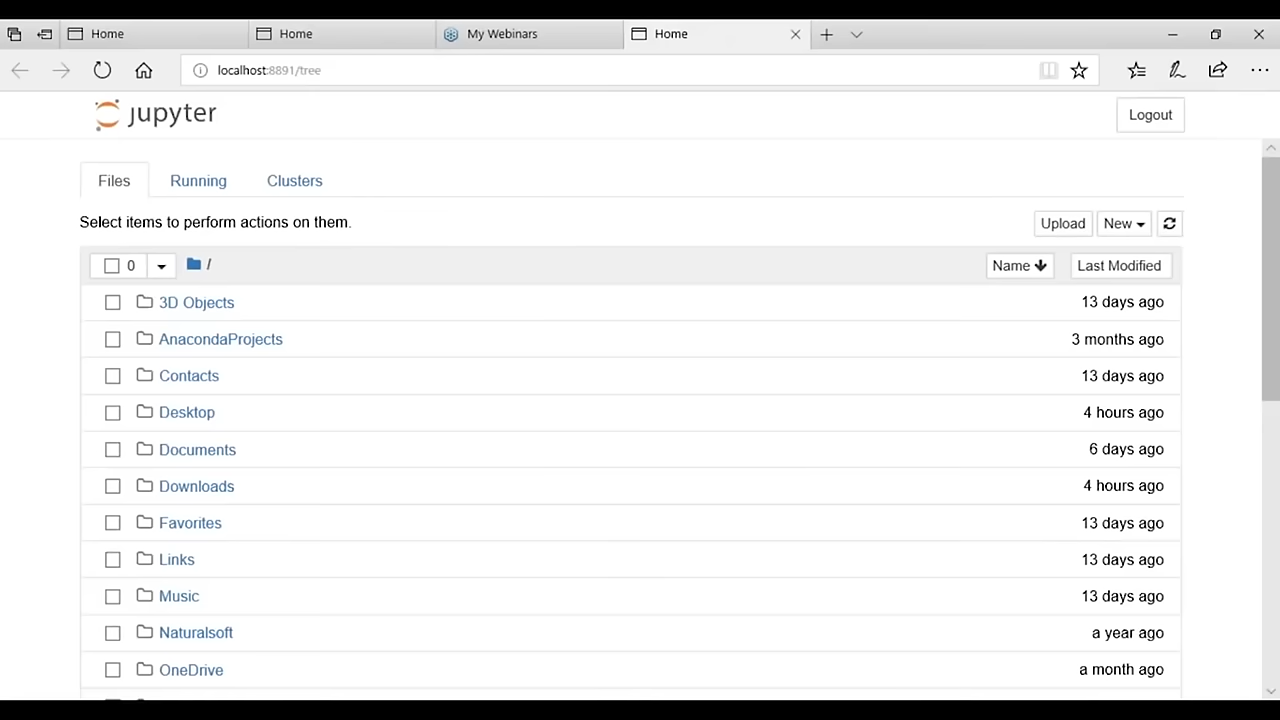 Home
Home
My Webinars
Home
localhost:8891/tree
jupyter
Logout
Files
Running
Clusters
Select items to perform actions on them.
Upload
New
0
/
Name
Last Modified
3D Objects
13 days ago
AnacondaProjects
3 months ago
Contacts
13 days ago
Desktop
4 hours ago
Documents
6 days ago
Downloads
4 hours ago
Favorites
13 days ago
Links
13 days ago
Music
13 days ago
Naturalsoft
a year ago
OneDrive
a month ago